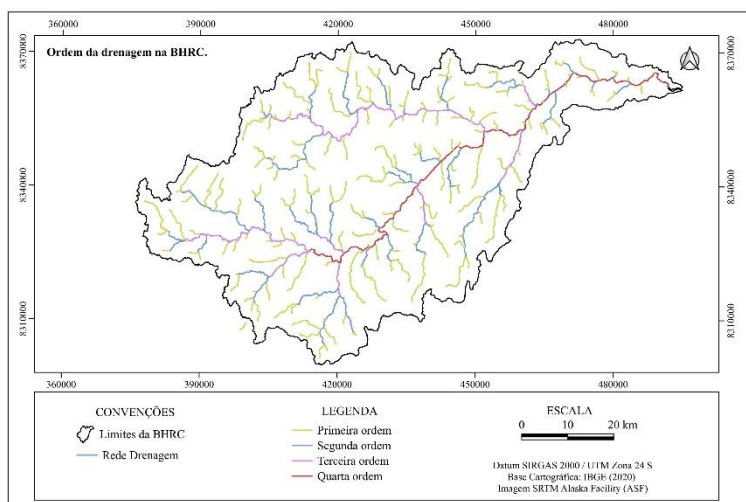 360000 390000 420000 450000 480000
Ordem da drenagem na BHRC.
8370000 8370000
8340000 8340000
8310000 8310000
360000 390000 420000 450000 480000
CONVENÇÕES
Limites da BHRC
Rede Drenagem
LEGENDA
Primeira ordem
Segunda ordem
Terceira ordem
Quarta ordem
ESCALA
0 10 20 km
Datum SIRGAS 2000 / UTM Zona 24 S
Base Cartográfica: IBGE (2020)
Imagem SRTM Alaska Facility (ASF)